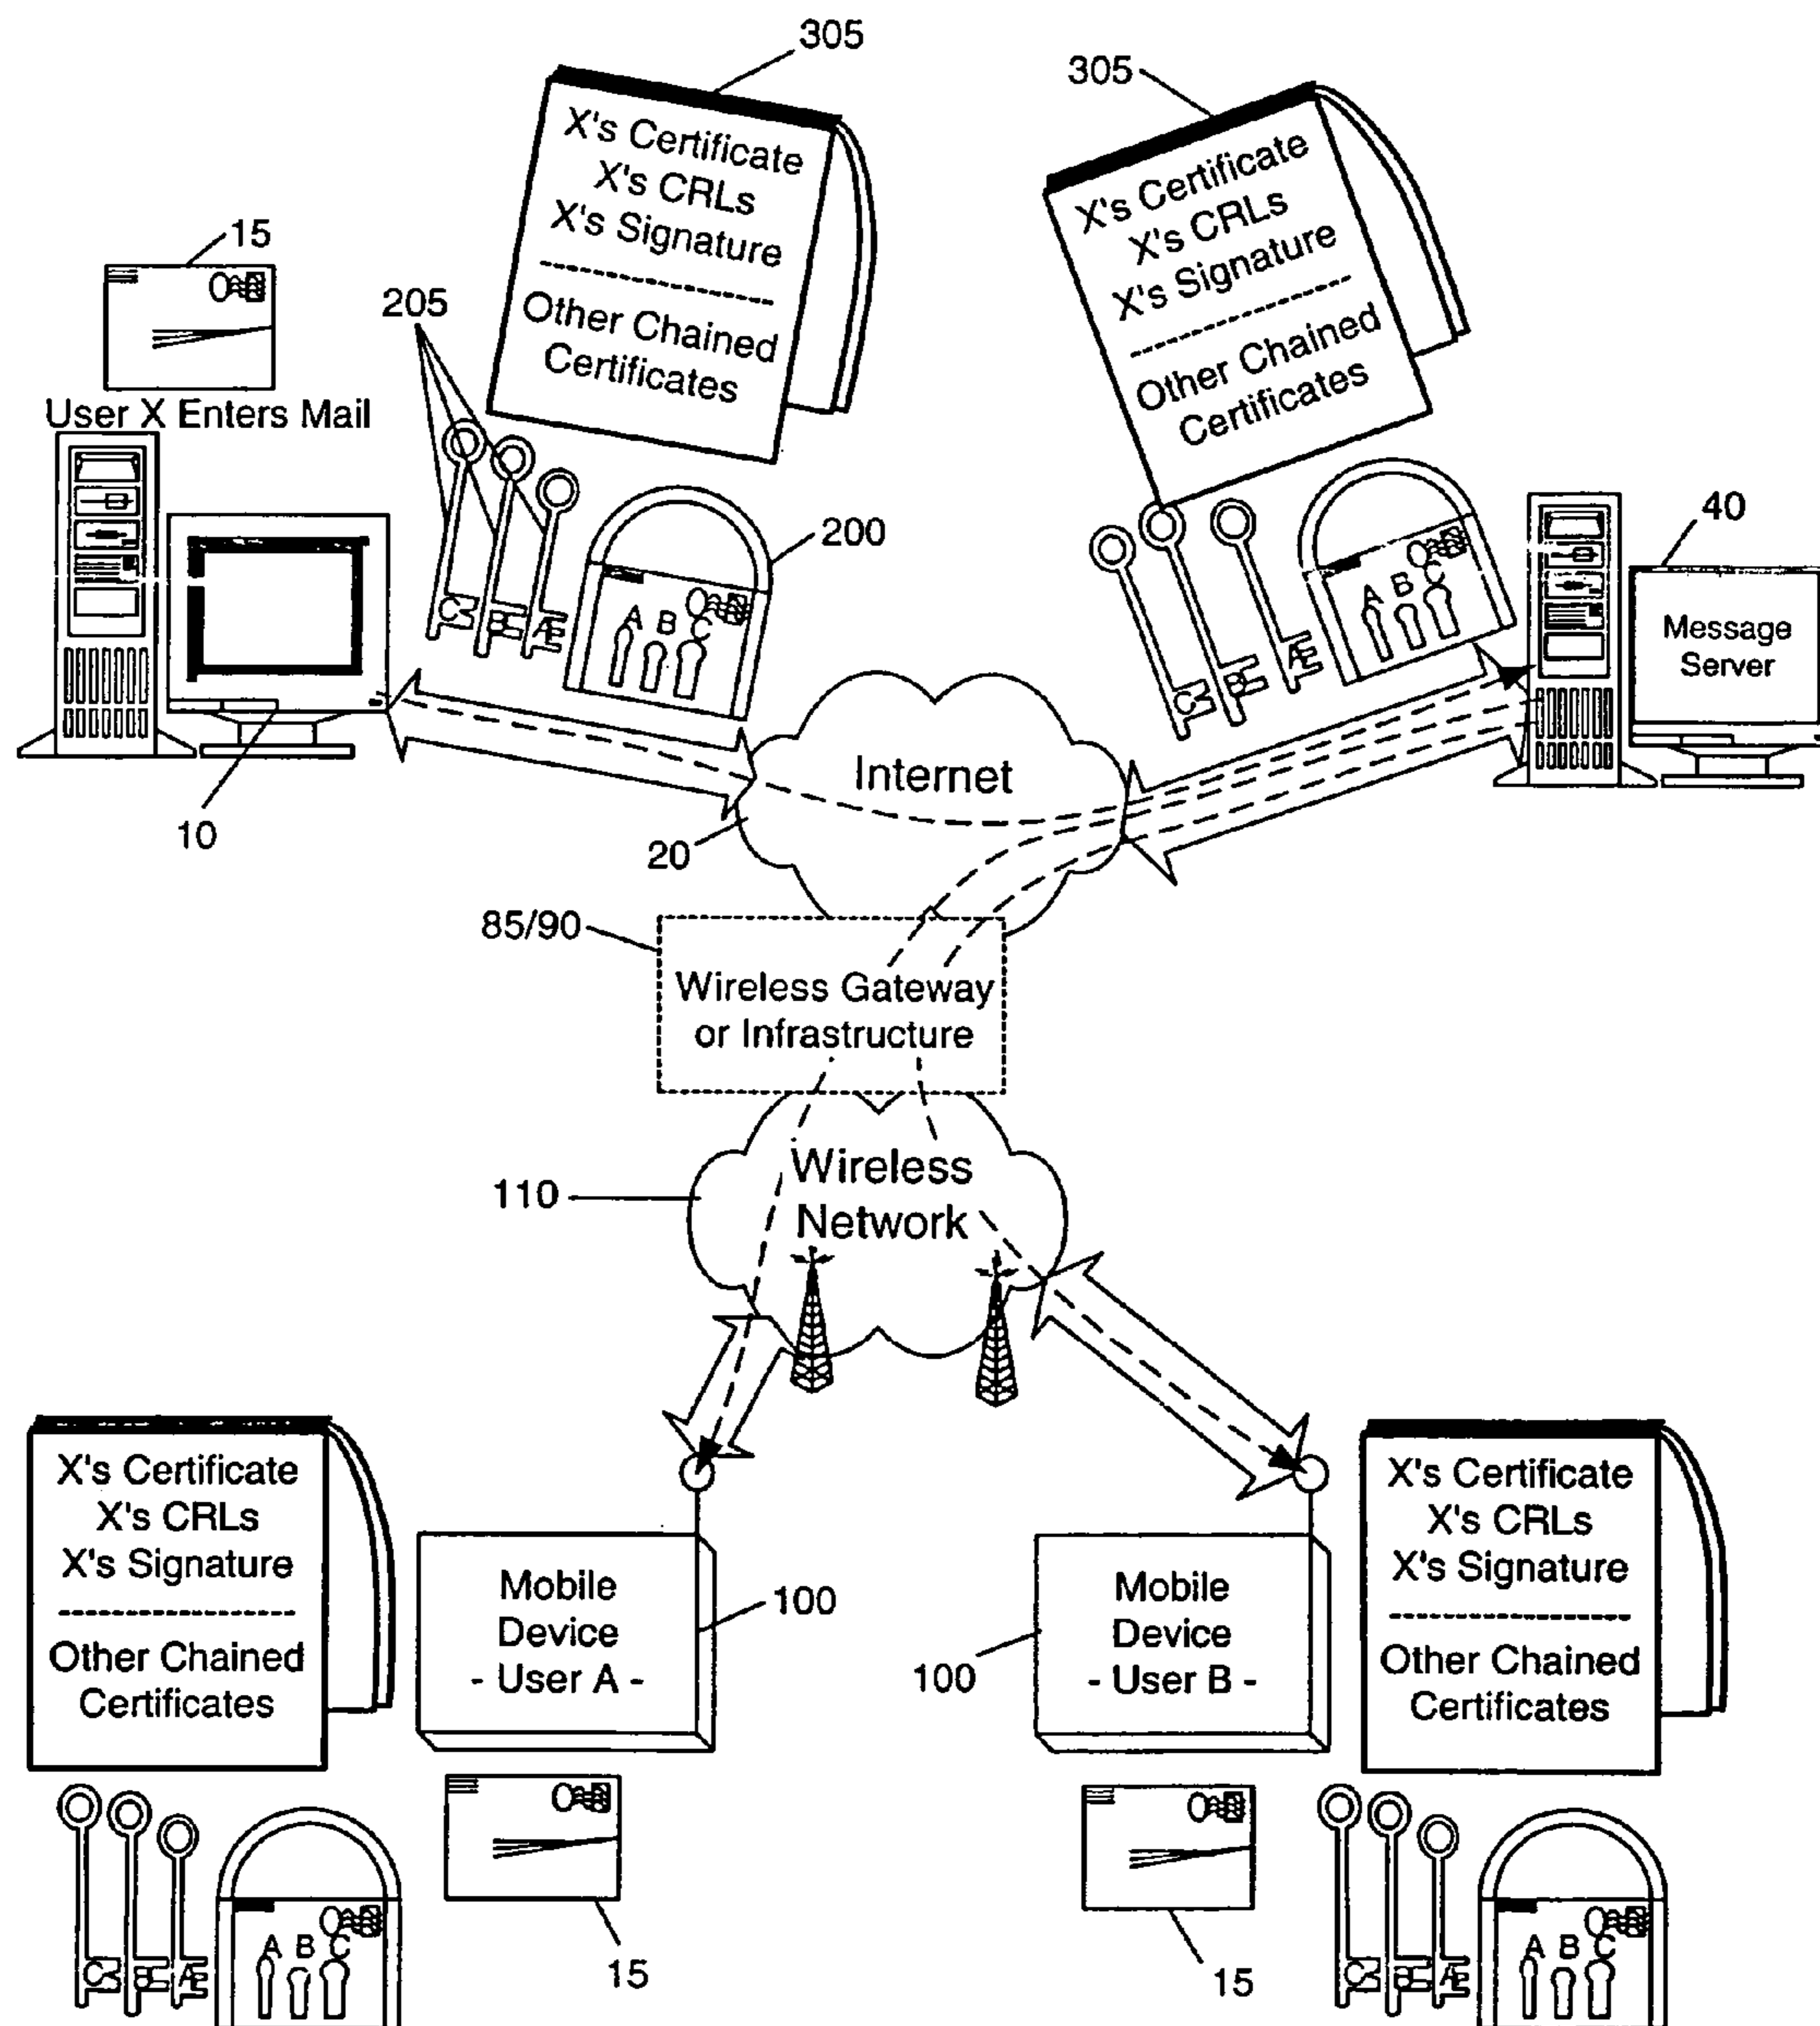 305
X's Certificate
X's CRLs
X's Signature
Other Chained
Certificates
305
X's Certificate
X's CRLs
X's Signature
Other Chained
Certificates
15
User X Enters Mail
205
C
B
A
200
A B C
C
B
A
A B C
40
Message
Server
10
Internet
20
85/90
Wireless Gateway
or Infrastructure
110
Wireless
Network
X's Certificate
X's CRLs
X's Signature
Other Chained
Certificates
Mobile
Device
- User A -
100
Mobile
Device
- User B -
100
X's Certificate
X's CRLs
X's Signature
Other Chained
Certificates
C
B
A
A B C
15
15
C
B
A
A B C